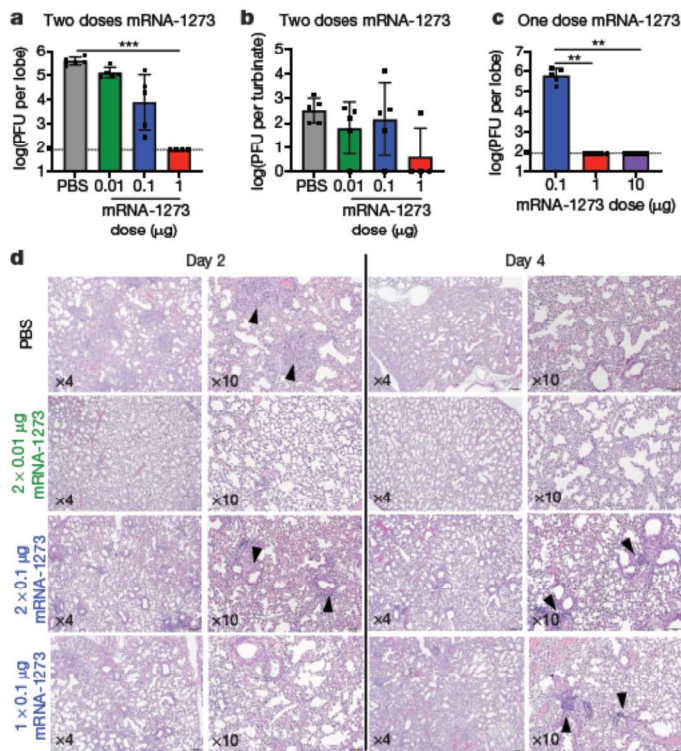 a Two doses mRNA-1273
log(PFU per lobe)
6
5
4
3
2
1
***
PBS 0.01 0.1 1
mRNA-1273
dose (μg)
b Two doses mRNA-1273
log(PFU per turbinate)
5
4
3
2
1
0
PBS 0.01 0.1 1
mRNA-1273
dose (μg)
c One dose mRNA-1273
log(PFU per lobe)
7
6
5
4
3
2
1
**
**
0.1 1 10
mRNA-1273 dose (μg)
d Day 2 Day 4
PBS
×4 ×10 ×4 ×10
2 × 0.01 μg
mRNA-1273
×4 ×10 ×4 ×10
2 × 0.1 μg
mRNA-1273
×4 ×10 ×4 ×10
1 × 0.1 μg
mRNA-1273
×4 ×10 ×4 ×10